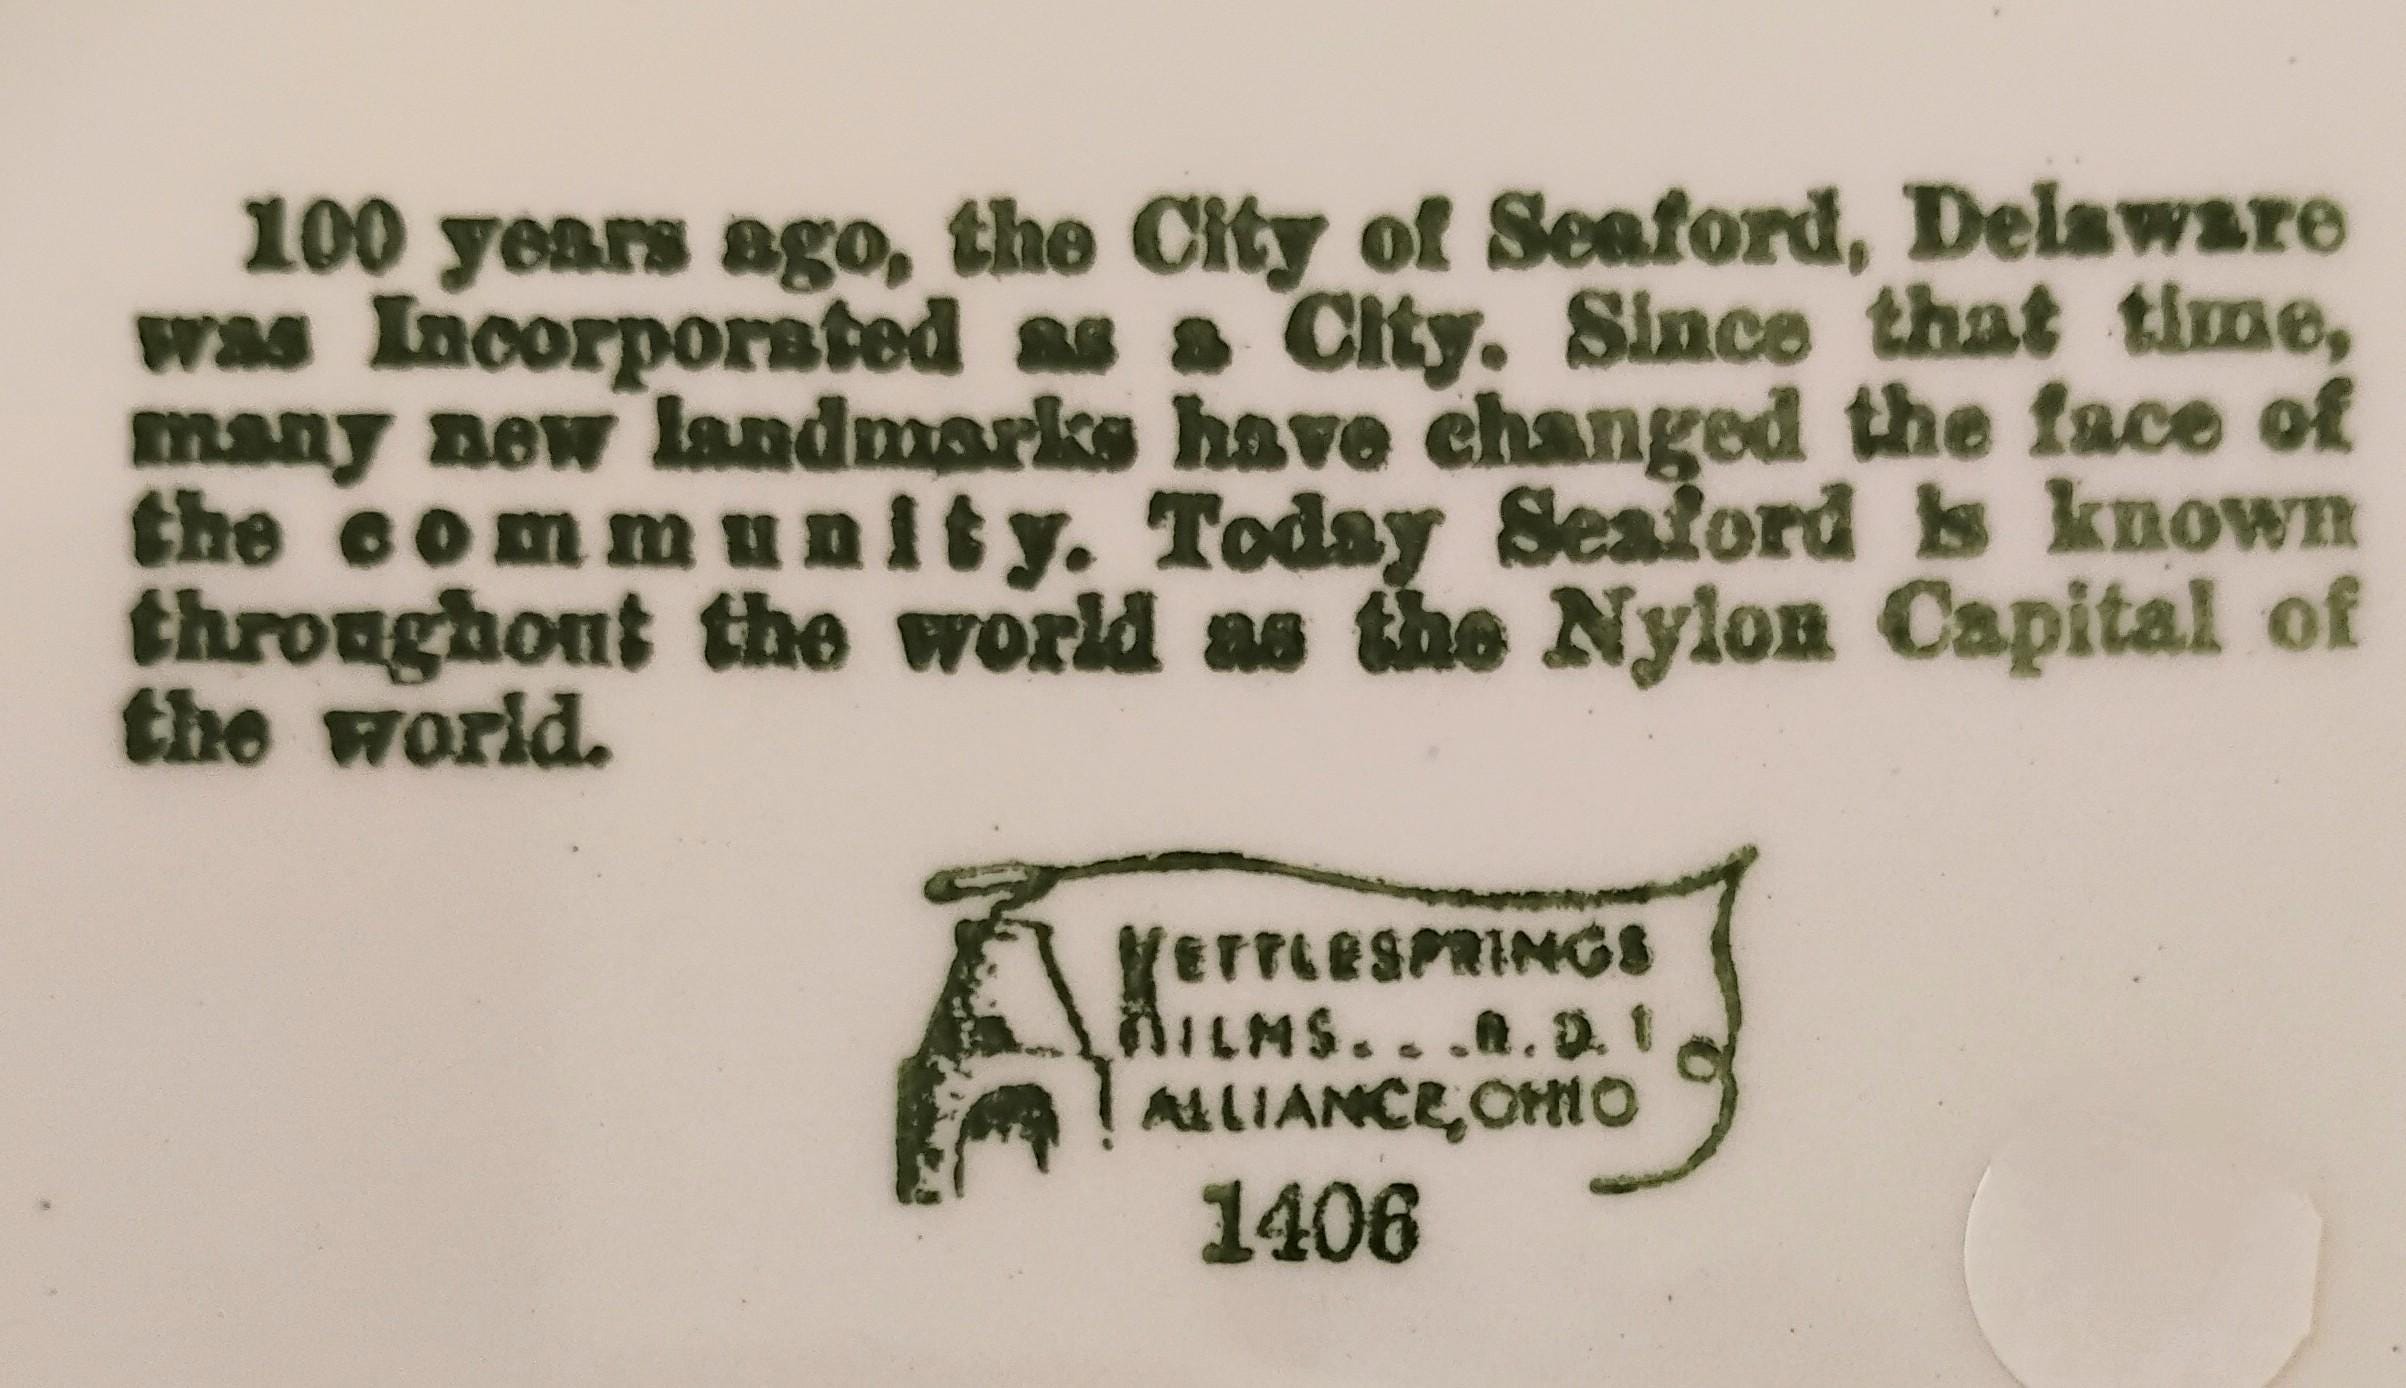 100 years ago, the City of Seaford, Delaware
was Incorporated as a City. Since that time,
many new landmarks have changed the face of
the community. Today Seaford is known
throughout the world as the Nylon Capital of
the world.
KETTLESPRINGS
KILNS...R.D.1
ALLIANCE, OHIO
1406